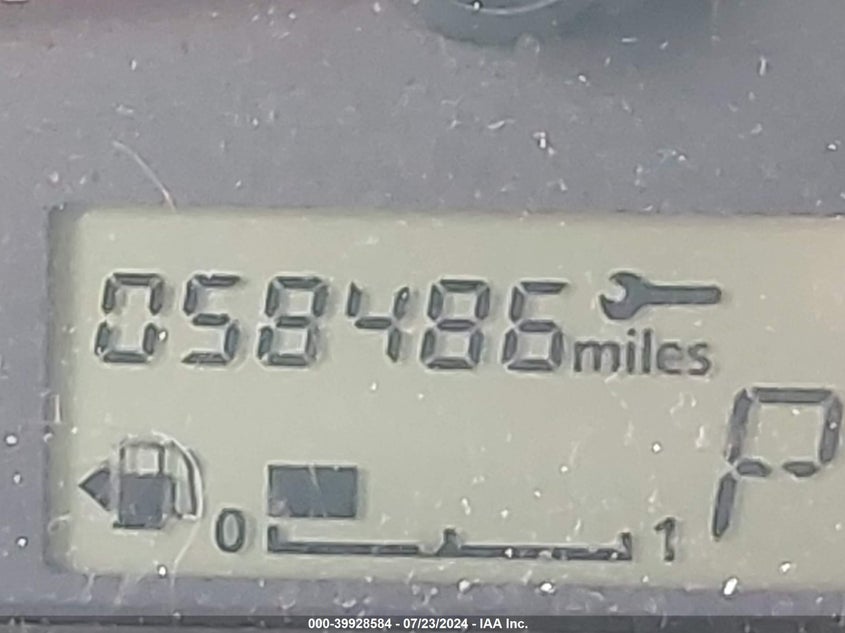 058486 miles
P
0 1
000-39928584 - 07/23/2024 - IAA Inc.